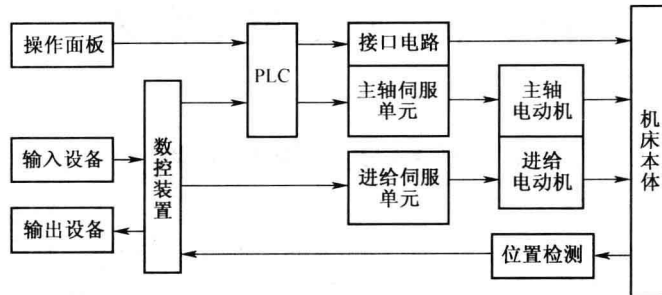 操作面板
PLC
接口电路
主轴伺服
单元
主轴
电动机
机床本体
输入设备
数控装置
进给伺服
单元
进给
电动机
输出设备
位置检测